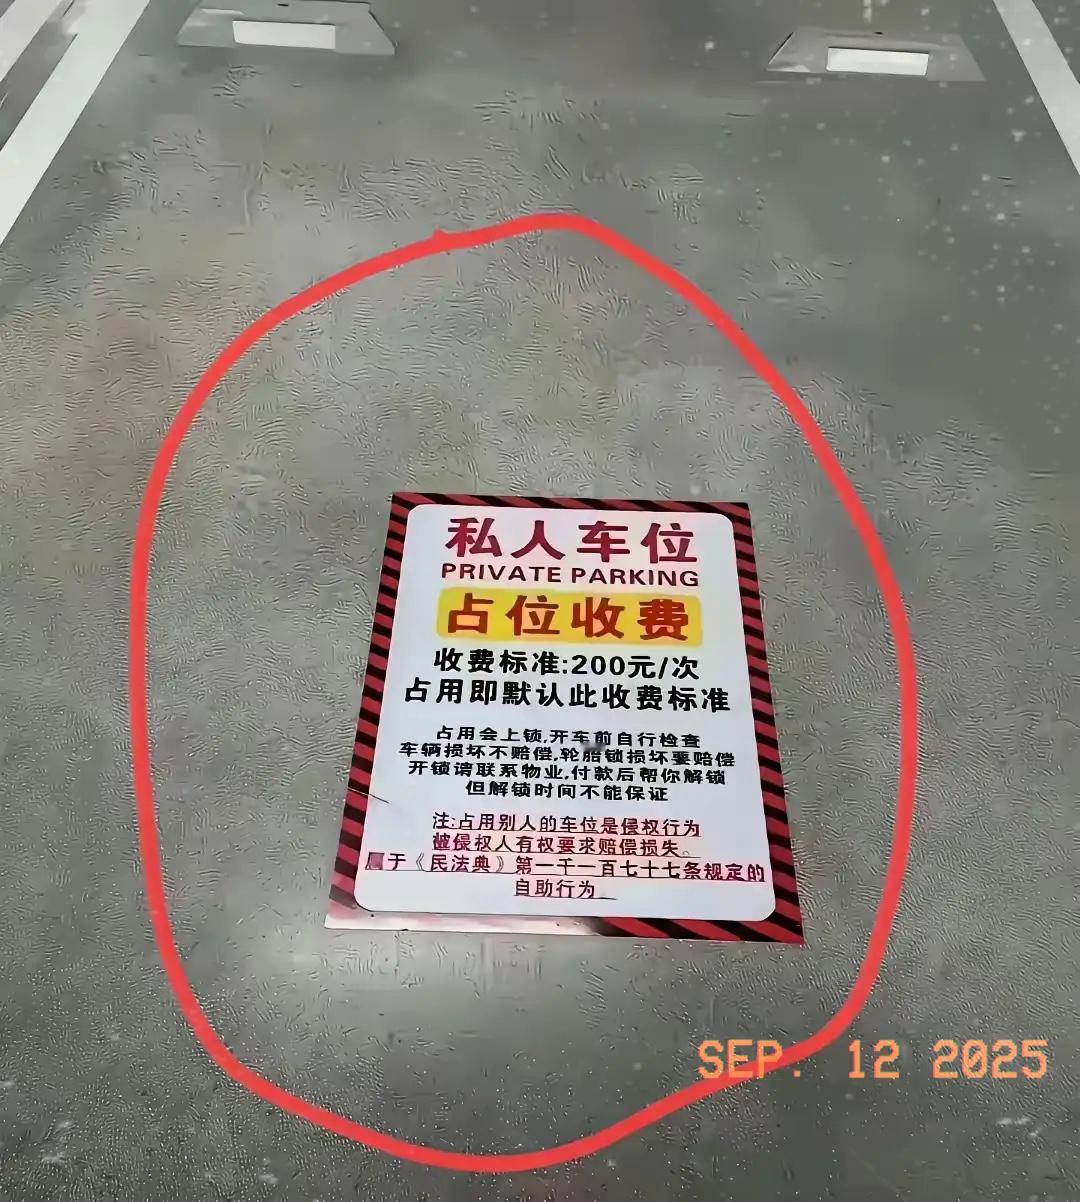 私人车位
PRIVATE PARKING
占位收费
收费标准:200元/次
占用即默认此收费标准
占用会上锁,开车前自行检查
车辆损坏不赔偿,轮胎锁损坏要赔偿
开锁请联系物业,付款后帮你解锁
但解锁时间不能保证
注:占用别人的车位是侵权行为
被侵权人有权要求赔偿损失。
属于《民法典》第一千一百七十七条规定的
自助行为
SEP. 12 2025